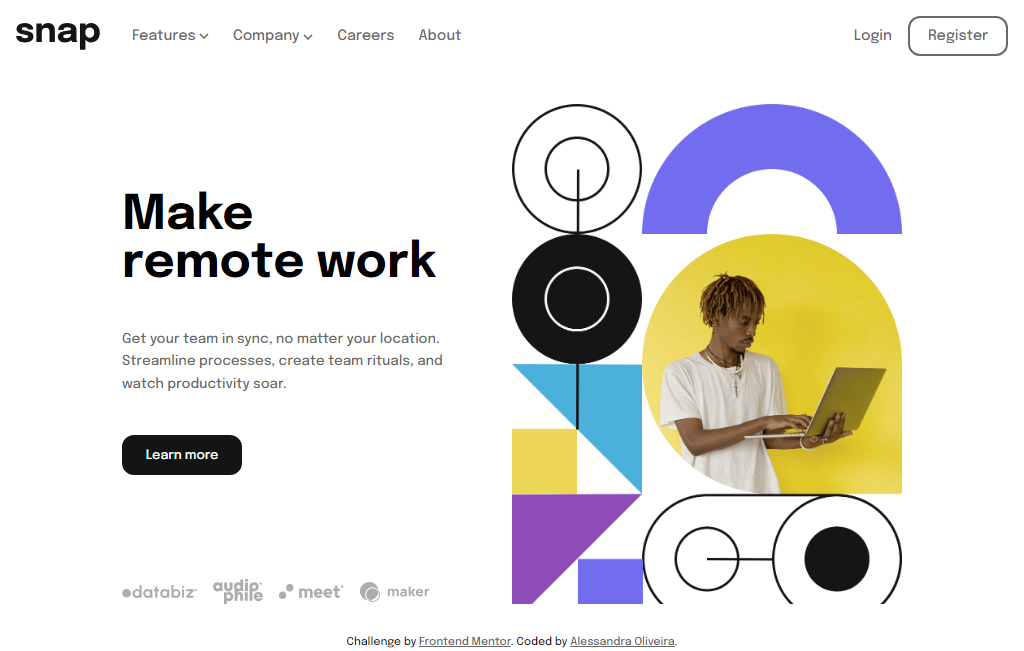 snap
Features
Company
Careers
About
Login
Register
Make
remote work
Get your team in sync, no matter your location.
Streamline processes, create team rituals, and
watch productivity soar.
Learn more
databiz
audio
phile
meet
maker
Challenge by Frontend Mentor. Coded by Alessandra Oliveira.